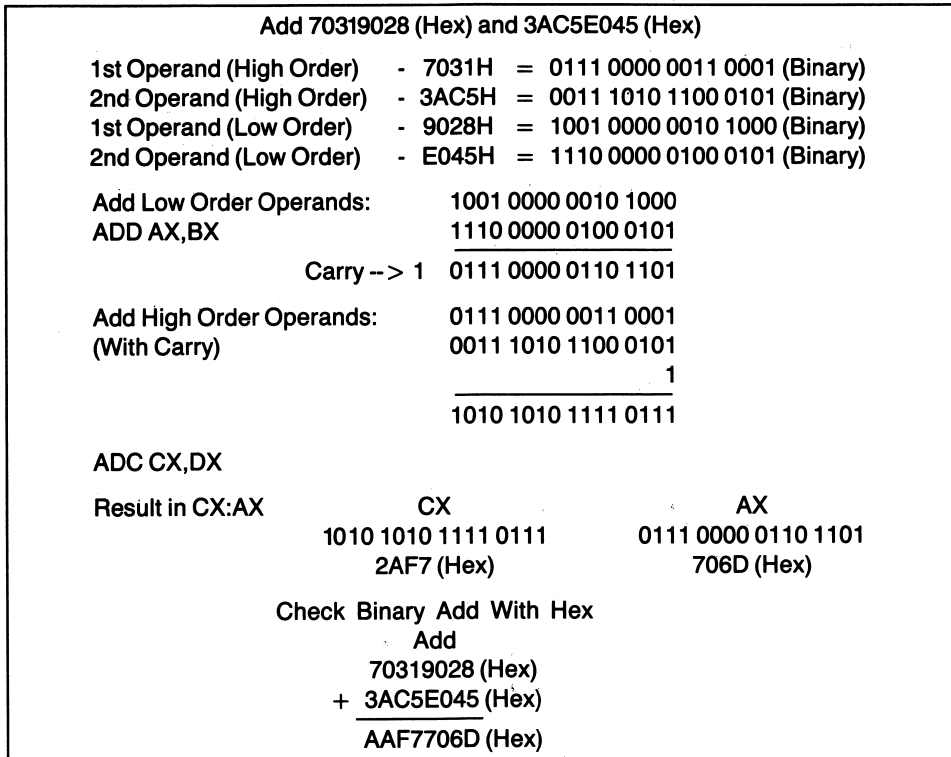 Add 70319028 (Hex) and 3AC5E045 (Hex)
1st Operand (High Order) - 7031H = 0111 0000 0011 0001 (Binary)
2nd Operand (High Order) - 3AC5H = 0011 1010 1100 0101 (Binary)
1st Operand (Low Order) - 9028H = 1001 0000 0010 1000 (Binary)
2nd Operand (Low Order) - E045H = 1110 0000 0100 0101 (Binary)
Add Low Order Operands: 1001 0000 0010 1000
ADD AX,BX 1110 0000 0100 0101
Carry --> 1 0111 0000 0110 1101
Add High Order Operands: 0111 0000 0011 0001
(With Carry) 0011 1010 1100 0101
1
1010 1010 1111 0111
ADC CX,DX
Result in CX:AX CX AX
1010 1010 1111 0111 0111 0000 0110 1101
2AF7 (Hex) 706D (Hex)
Check Binary Add With Hex
Add
70319028 (Hex)
+ 3AC5E045 (Hex)
AAF7706D (Hex)